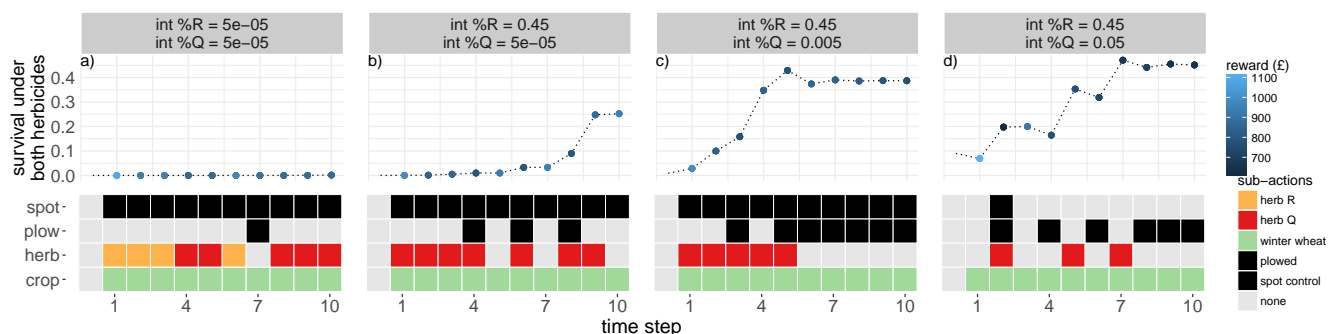 int %R = 5e−05
int %Q = 5e−05
int %R = 0.45
int %Q = 5e−05
int %R = 0.45
int %Q = 0.005
int %R = 0.45
int %Q = 0.05
a)
b)
c)
d)
survival under
both herbicides
0.4
0.3
0.2
0.1
0.0
reward (£)
1100
1000
900
800
700
spot
plow
herb
crop
1 4 7 10
1 4 7 10
1 4 7 10
1 4 7 10
time step
sub−actions
herb R
herb Q
winter wheat
plowed
spot control
none